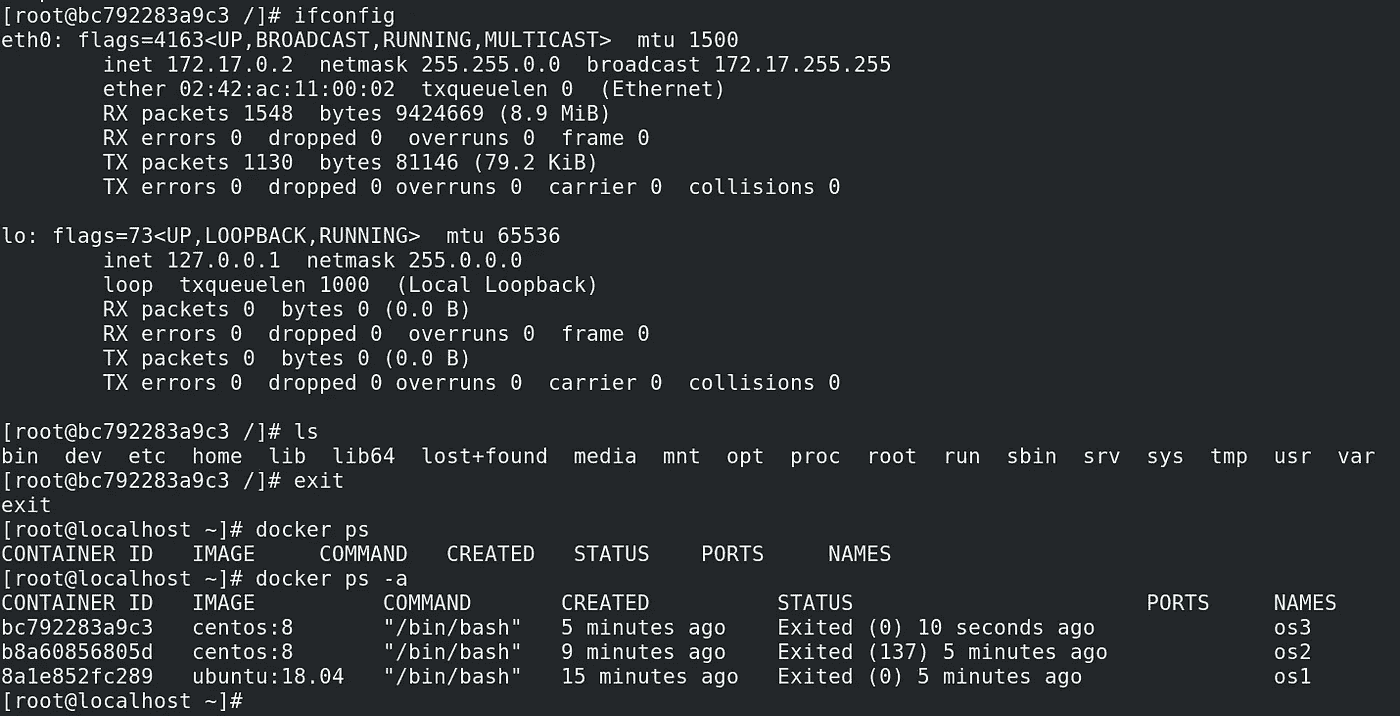 [root@bc792283a9c3 /]# ifconfig
eth0: flags=4163<UP,BROADCAST,RUNNING,MULTICAST>  mtu 1500
        inet 172.17.0.2  netmask 255.255.0.0  broadcast 172.17.255.255
        ether 02:42:ac:11:00:02  txqueuelen 0  (Ethernet)
        RX packets 1548  bytes 9424669 (8.9 MiB)
        RX errors 0  dropped 0  overruns 0  frame 0
        TX packets 1130  bytes 81146 (79.2 KiB)
        TX errors 0  dropped 0 overruns 0  carrier 0  collisions 0

lo: flags=73<UP,LOOPBACK,RUNNING>  mtu 65536
        inet 127.0.0.1  netmask 255.0.0.0
        loop  txqueuelen 1000  (Local Loopback)
        RX packets 0  bytes 0 (0.0 B)
        RX errors 0  dropped 0  overruns 0  frame 0
        TX packets 0  bytes 0 (0.0 B)
        TX errors 0  dropped 0 overruns 0  carrier 0  collisions 0

[root@bc792283a9c3 /]# ls
bin  dev  etc  home  lib  lib64  lost+found  media  mnt  opt  proc  root  run  sbin  srv  sys  tmp  usr  var
[root@bc792283a9c3 /]# exit
exit
[root@localhost ~]# docker ps
CONTAINER ID   IMAGE     COMMAND   CREATED   STATUS    PORTS     NAMES
[root@localhost ~]# docker ps -a
CONTAINER ID   IMAGE          COMMAND       CREATED          STATUS                       PORTS     NAMES
bc792283a9c3   centos:8       "/bin/bash"   5 minutes ago    Exited (0) 10 seconds ago              os3
b8a60856805d   centos:8       "/bin/bash"   9 minutes ago    Exited (137) 5 minutes ago             os2
8a1e852fc289   ubuntu:18.04   "/bin/bash"   15 minutes ago   Exited (0) 5 minutes ago               os1
[root@localhost ~]#